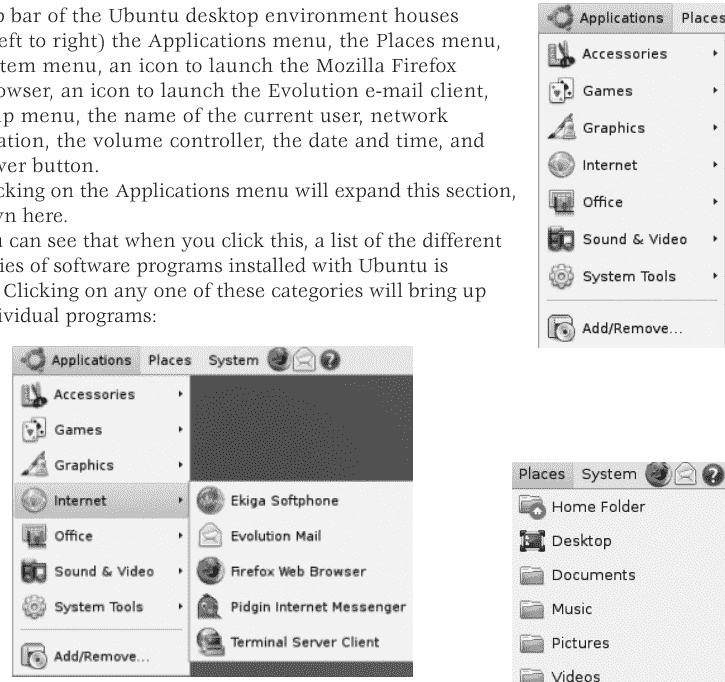 p bar of the Ubuntu desktop environment houses
eft to right) the Applications menu, the Places menu,
tem menu, an icon to launch the Mozilla Firefox
owser, an icon to launch the Evolution e-mail client,
lp menu, the name of the current user, network
ation, the volume controller, the date and time, and
wer button.
cking on the Applications menu will expand this section,
wn here.
u can see that when you click this, a list of the different
ies of software programs installed with Ubuntu is
Clicking on any one of these categories will bring up
ividual programs:
Applications Places
Accessories
Games
Graphics
Internet
Office
Sound & Video
System Tools
Add/Remove...
Applications Places System
Accessories
Games
Graphics
Internet
Office
Sound & Video
System Tools
Add/Remove...
Ekiga Softphone
Evolution Mail
Firefox Web Browser
Pidgin Internet Messenger
Terminal Server Client
Places System
Home Folder
Desktop
Documents
Music
Pictures
Videos